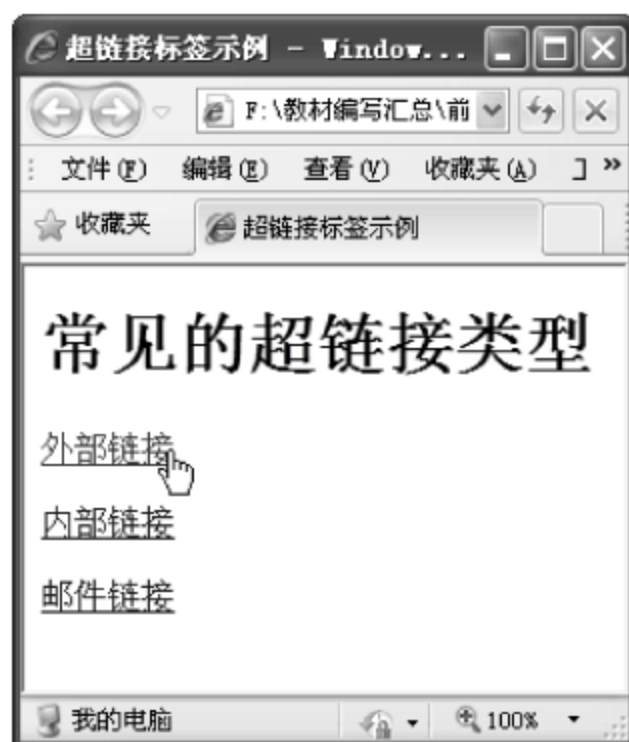 超链接标签示例 - Window...
F:\教材编写汇总\前
文件(F) 编辑(E) 查看(V) 收藏夹(A) »
收藏夹 超链接标签示例
常见的超链接类型
外部链接
内部链接
邮件链接
我的电脑 100%